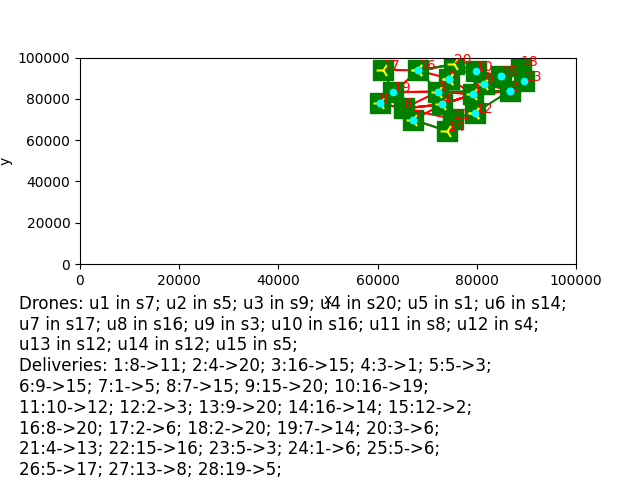 100000
80000
60000
40000
20000
0
y
0 20000 40000 60000 80000 100000
x
Drones: u1 in s7; u2 in s5; u3 in s9; u4 in s20; u5 in s1; u6 in s14;
u7 in s17; u8 in s16; u9 in s3; u10 in s16; u11 in s8; u12 in s4;
u13 in s12; u14 in s12; u15 in s5;
Deliveries: 1:8->11; 2:4->20; 3:16->15; 4:3->1; 5:5->3;
6:9->15; 7:1->5; 8:7->15; 9:15->20; 10:16->19;
11:10->12; 12:2->3; 13:9->20; 14:16->14; 15:12->2;
16:8->20; 17:2->6; 18:2->20; 19:7->14; 20:3->6;
21:4->13; 22:15->16; 23:5->3; 24:1->6; 25:5->6;
26:5->17; 27:13->8; 28:19->5;